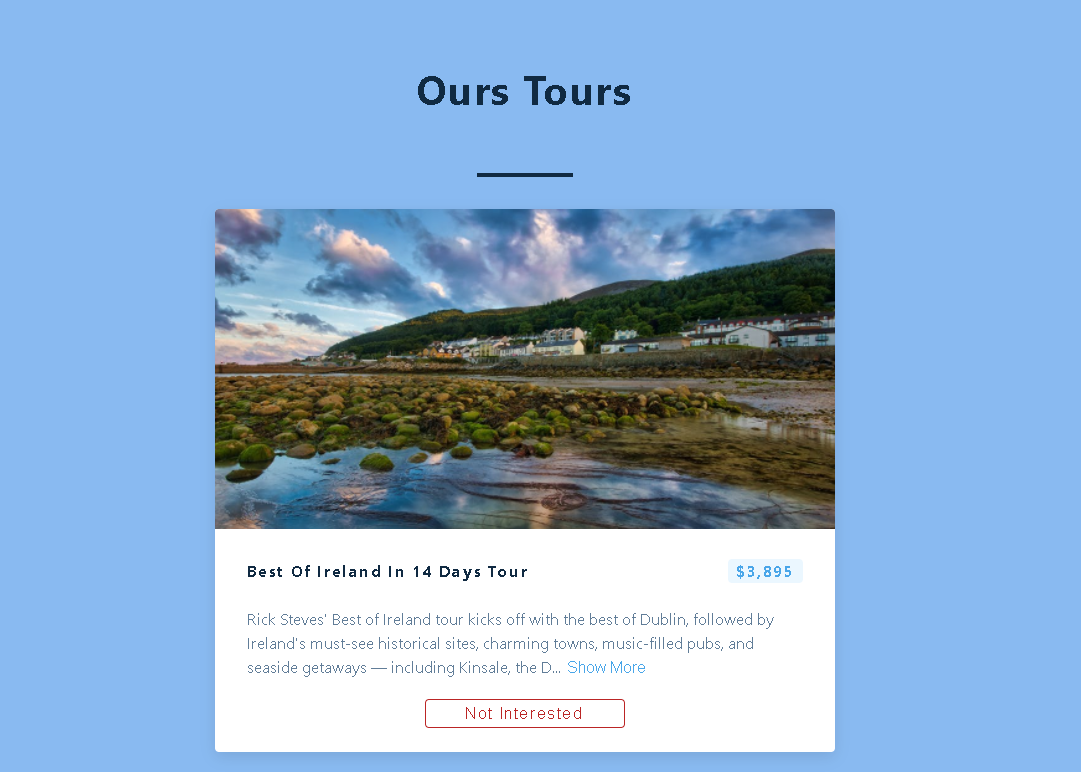 Ours Tours
Best Of Ireland In 14 Days Tour
$3,895
Rick Steves' Best of Ireland tour kicks off with the best of Dublin, followed by
Ireland's must-see historical sites, charming towns, music-filled pubs, and
seaside getaways — including Kinsale, the D... Show More
Not Interested